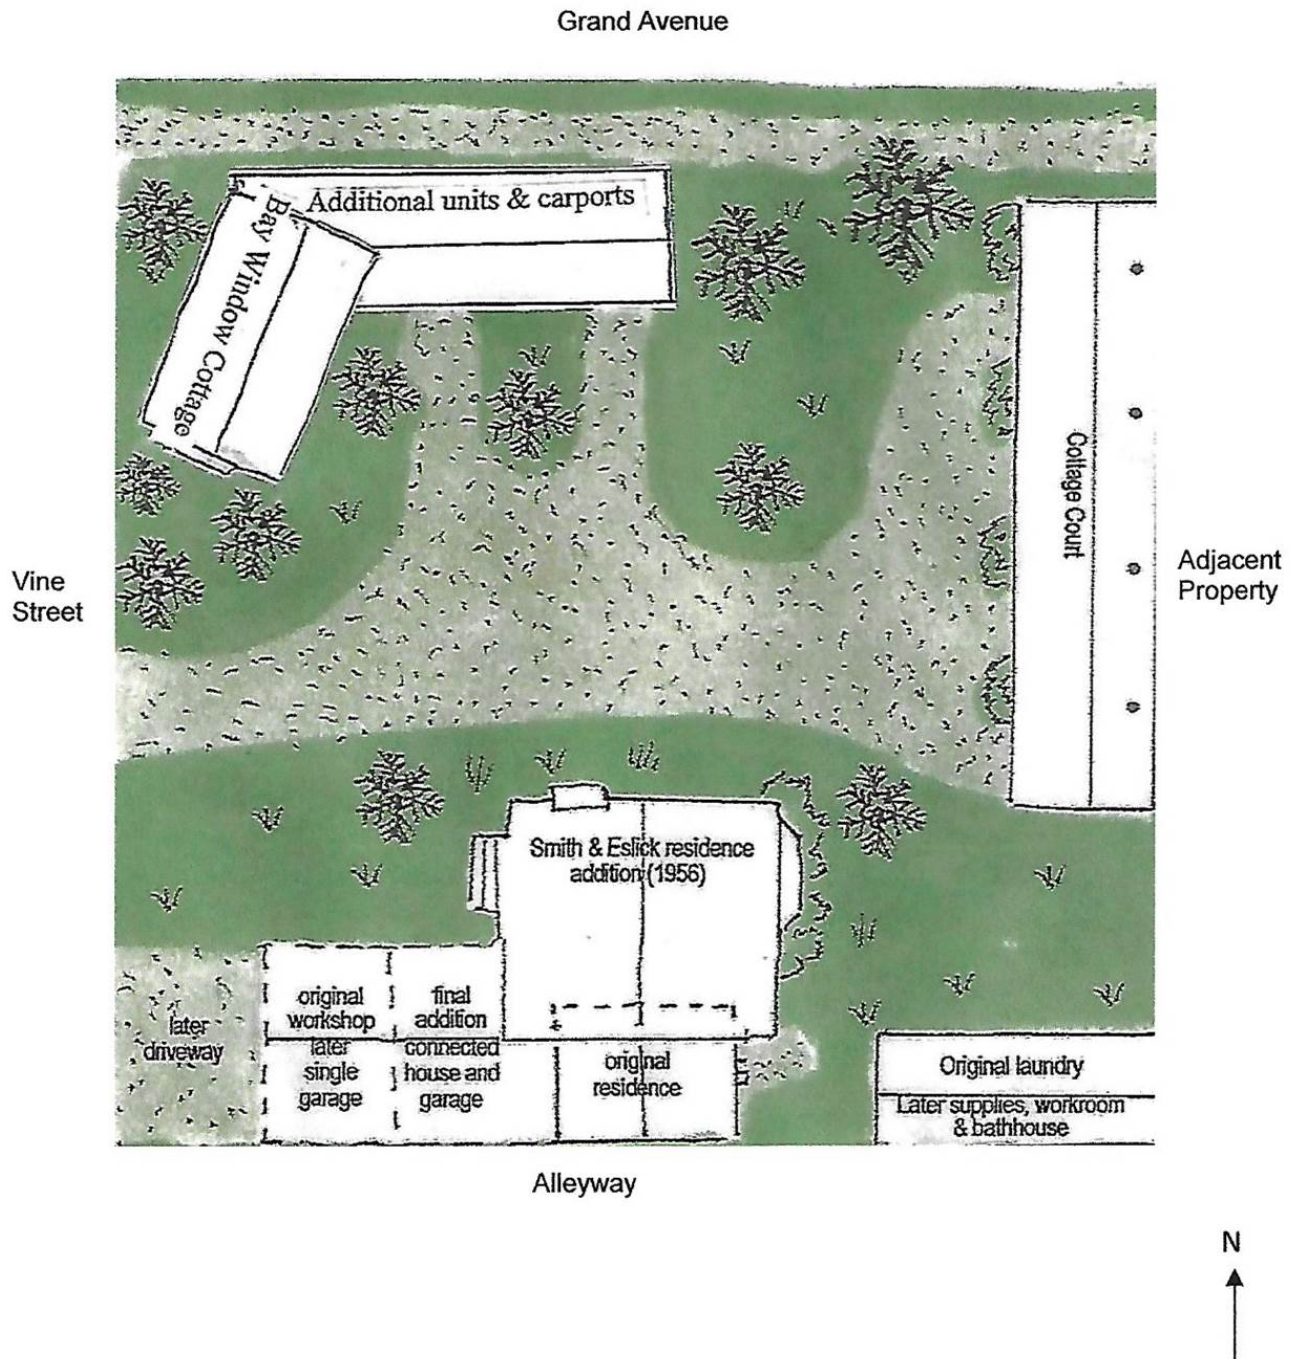 Grand Avenue
Additional units & carports
Bay Window Cottage
Cottage Court
Vine
Street
Adjacent
Property
Smith & Eslick residence
addition (1956)
original
workshop
later
single
garage
final
addition
connected
house and
garage
later
driveway
original
residence
Original laundry
Later supplies, workroom
& bathhouse
Alleyway
N